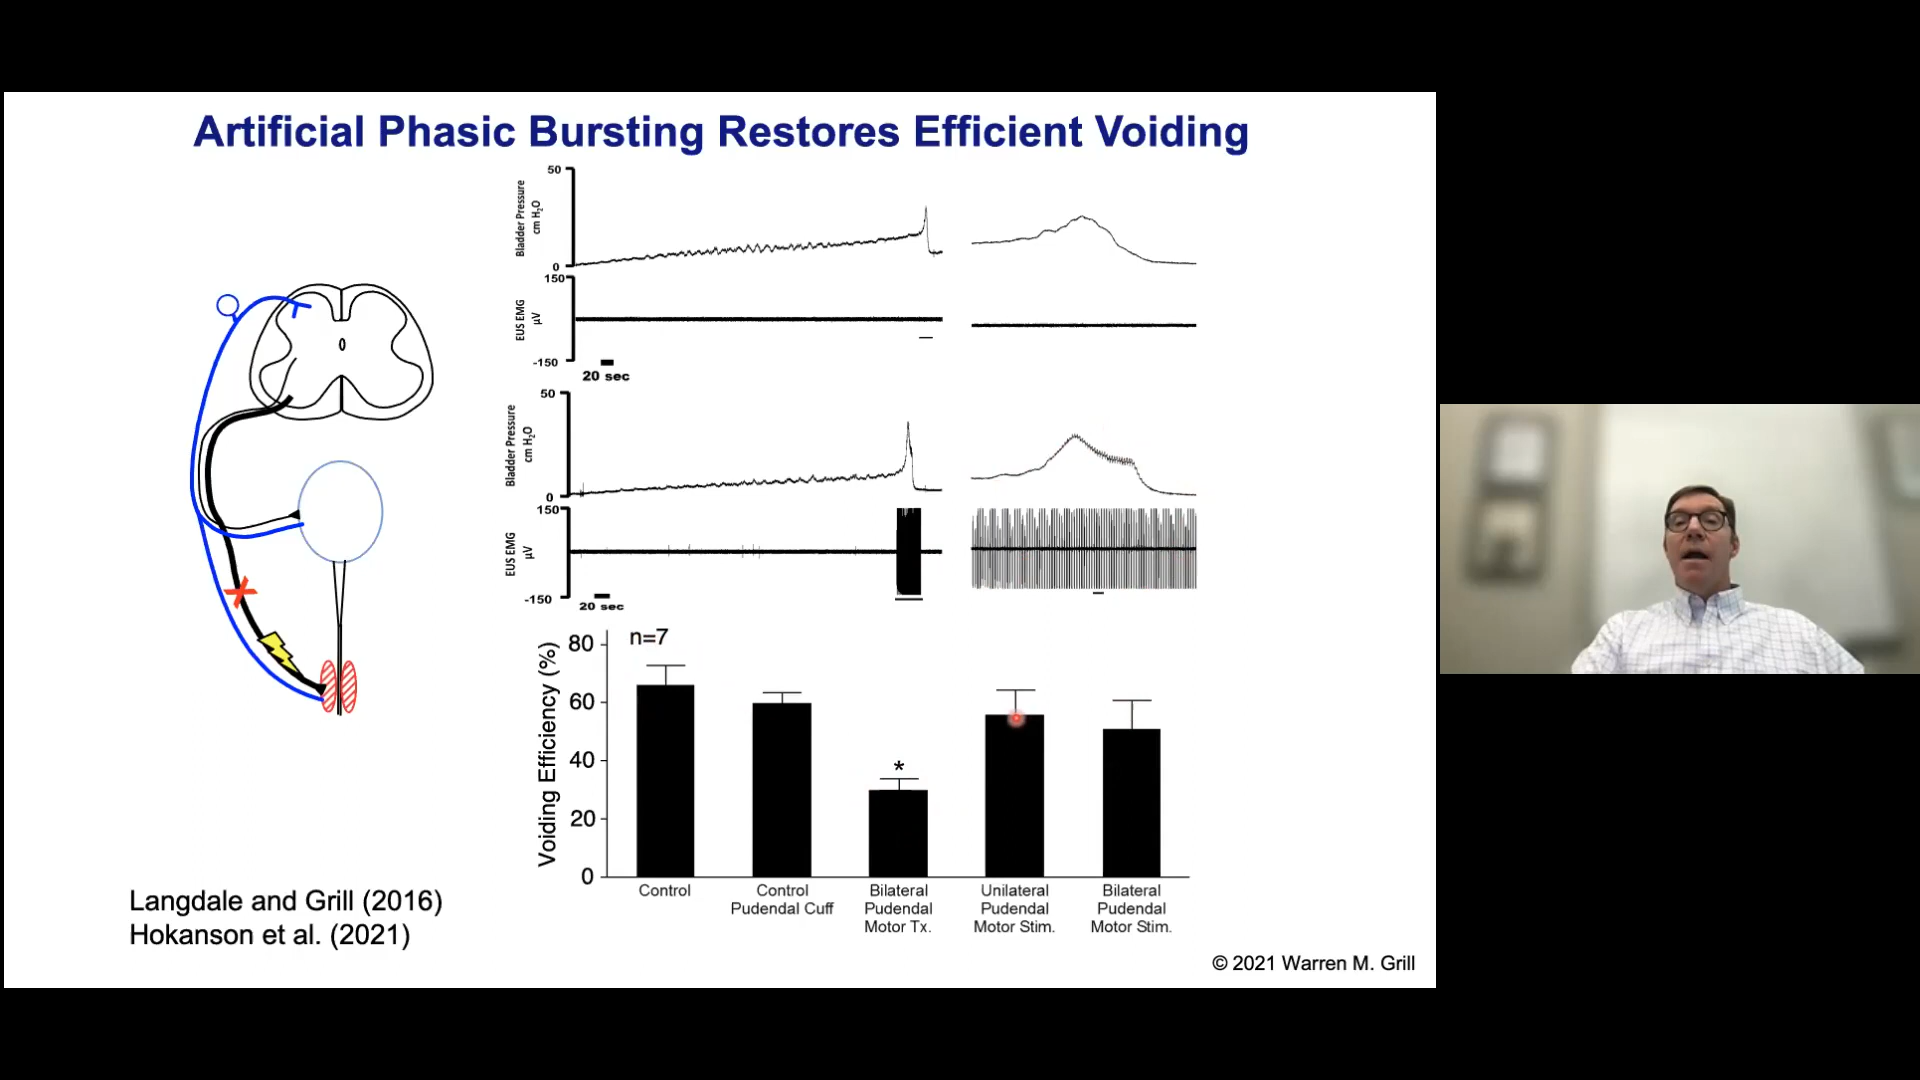 Artificial Phasic Bursting Restores Efficient Voiding
50
Bladder Pressure
cm H2O
0
150
EUS EMG
µV
-150
20 sec
50
Bladder Pressure
cm H2O
0
150
EUS EMG
µV
-150
20 sec
n=7
Voiding Efficiency (%)
80
60
40
20
0
*
Control
Control
Pudendal Cuff
Bilateral
Pudendal
Motor Tx.
Unilateral
Pudendal
Motor Stim.
Bilateral
Pudendal
Motor Stim.
Langdale and Grill (2016)
Hokanson et al. (2021)
© 2021 Warren M. Grill